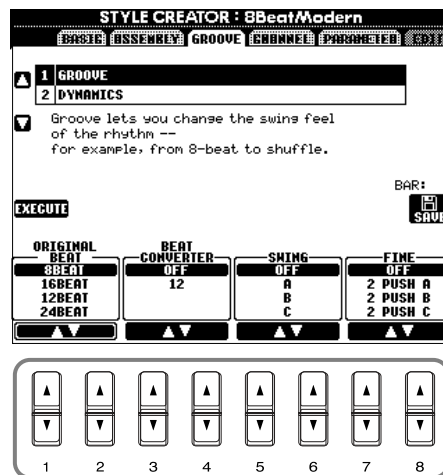 STYLE CREATOR : 8BeatModern
BASIC ASSEMBLY GROOVE CHANNEL PARAMETER EDIT
1 GROOVE
2 DYNAMICS
Groove lets you change the swing feel
of the rhythm --
for example, from 8-beat to shuffle.
BAR:
EXECUTE
SAVE
ORIGINAL BEAT
BEAT CONVERTER
SWING
FINE
8BEAT OFF OFF OFF
16BEAT 12 A 2 PUSH A
12BEAT B 2 PUSH B
24BEAT C 2 PUSH C
1 2 3 4 5 6 7 8